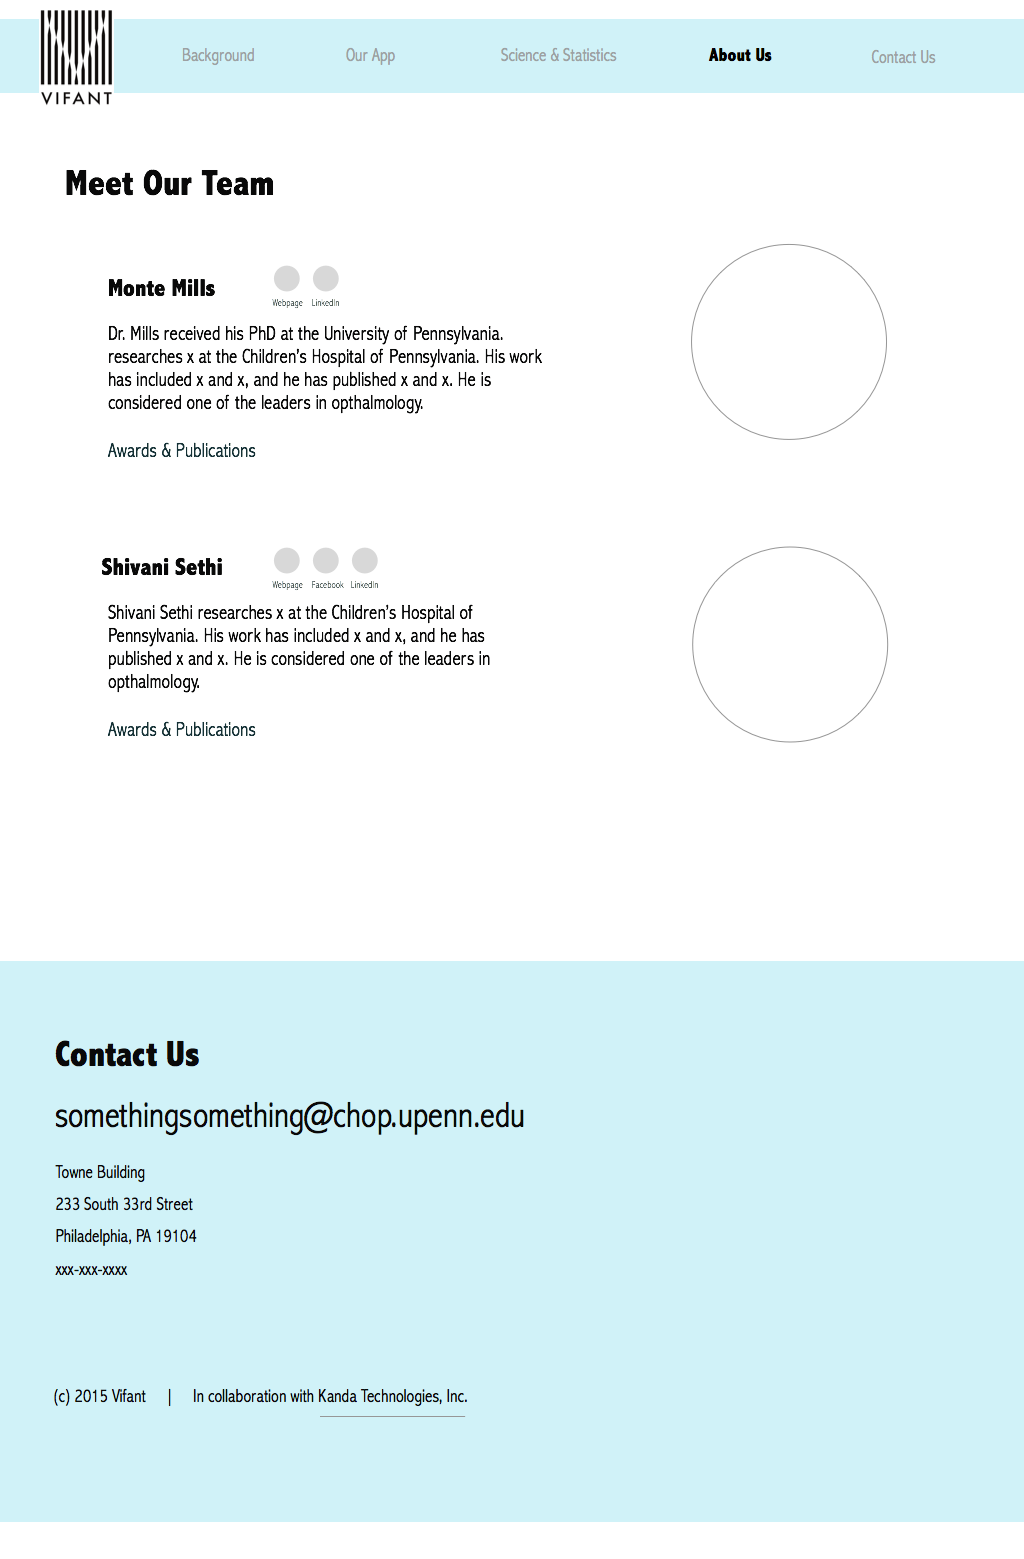 VIFANT
Background
Our App
Science & Statistics
About Us
Contact Us
Meet Our Team
Monte Mills
Webpage
LinkedIn
Dr. Mills received his PhD at the University of Pennsylvania.
researches x at the Children's Hospital of Pennsylvania. His work
has included x and x, and he has published x and x. He is
considered one of the leaders in opthalmology.
Awards & Publications
Shivani Sethi
Webpage
Facebook
LinkedIn
Shivani Sethi researches x at the Children's Hospital of
Pennsylvania. His work has included x and x, and he has
published x and x. He is considered one of the leaders in
opthalmology.
Awards & Publications
Contact Us
somethingsomething@chop.upenn.edu
Towne Building
233 South 33rd Street
Philadelphia, PA 19104
xxx-xxx-xxxx
(c) 2015 Vifant | In collaboration with Kanda Technologies, Inc.